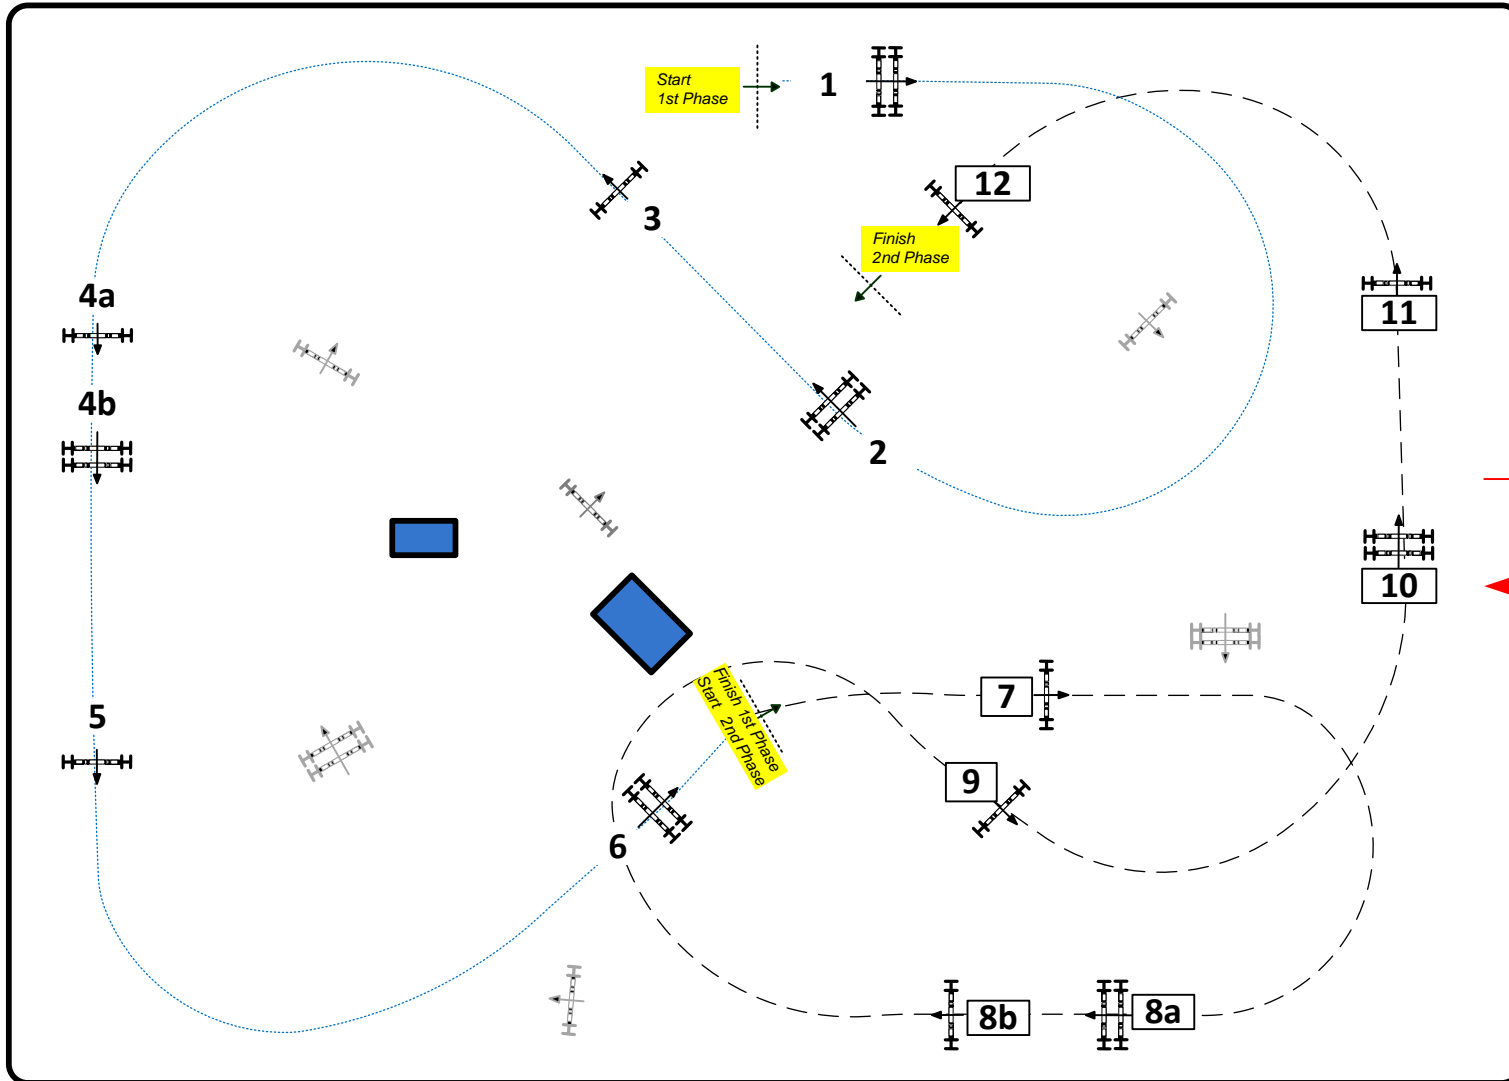 Start
1st Phase
1
12
3
Finish
2nd Phase
4a
11
4b
2
10
Finish 1st Phase
Start 2nd Phase
7
5
9
6
8b
8a